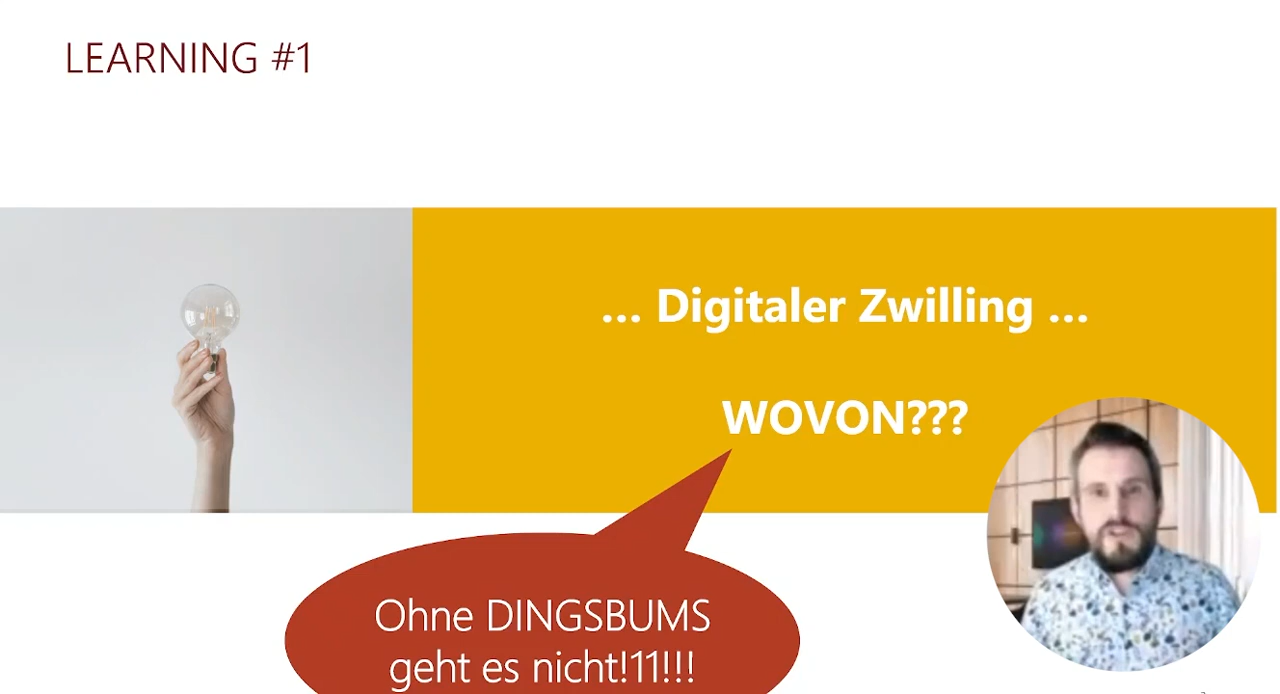 LEARNING #1
... Digitaler Zwilling ...
WOVON???
Ohne DINGSBUMS
geht es nicht!11!!!